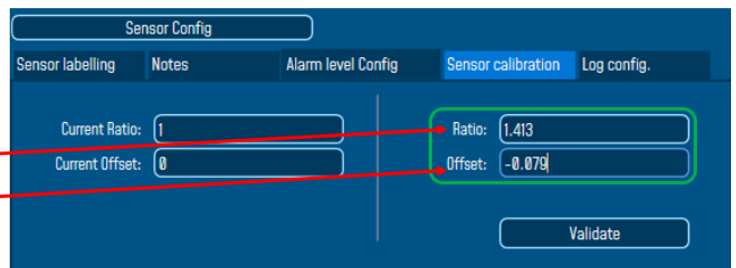 Sensor Config
Sensor labelling Notes Alarm level Config Sensor calibration Log config.
Current Ratio: 1 Ratio: 1.413
Current Offset: 0 Offset: -0.079
Validate